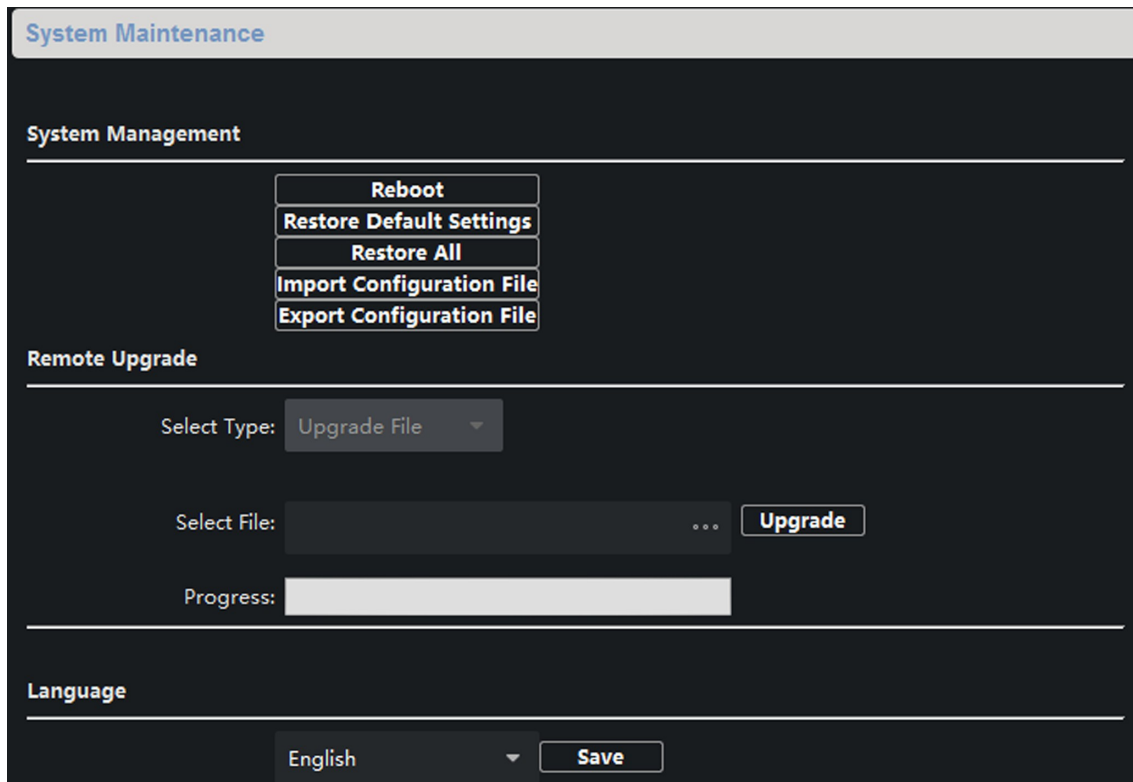 System Maintenance
System Management
Reboot
Restore Default Settings
Restore All
Import Configuration File
Export Configuration File
Remote Upgrade
Select Type: Upgrade File
Select File: ... Upgrade
Progress:
Language
English Save